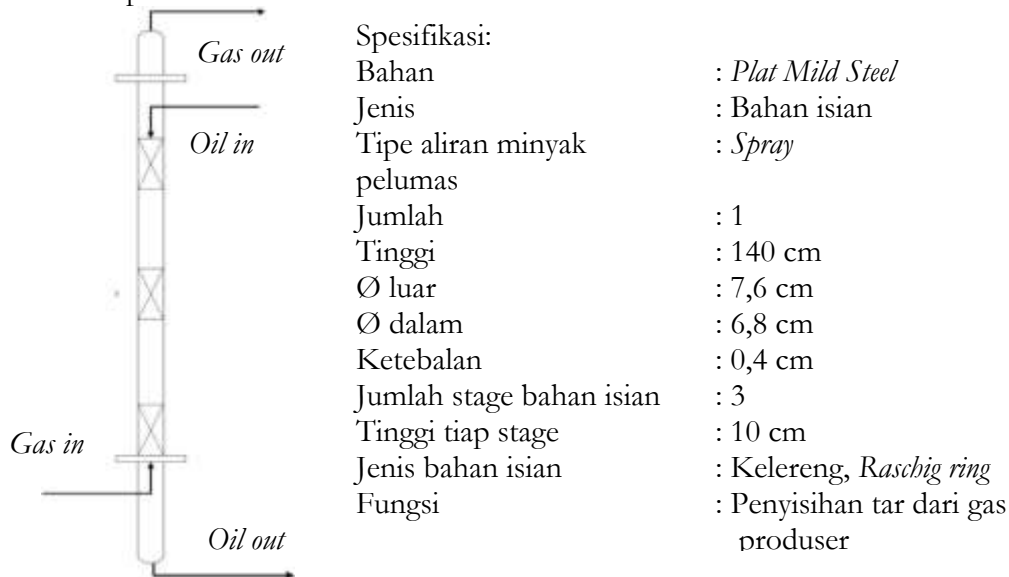 Gas out
Oil in
Gas in
Oil out
Spesifikasi:
Bahan : Plat Mild Steel
Jenis : Bahan isian
Tipe aliran minyak : Spray
pelumas
Jumlah : 1
Tinggi : 140 cm
Ø luar : 7,6 cm
Ø dalam : 6,8 cm
Ketebalan : 0,4 cm
Jumlah stage bahan isian : 3
Tinggi tiap stage : 10 cm
Jenis bahan isian : Kelereng, Raschig ring
Fungsi : Penyisihan tar dari gas
produser